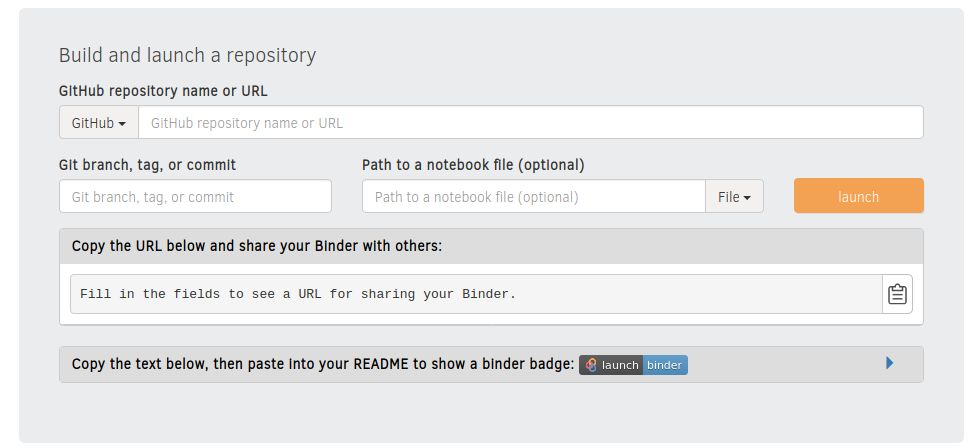 Build and launch a repository
GitHub repository name or URL
GitHub GitHub repository name or URL
Git branch, tag, or commit Path to a notebook file (optional)
Git branch, tag, or commit Path to a notebook file (optional) File launch
Copy the URL below and share your Binder with others:
Fill in the fields to see a URL for sharing your Binder.
Copy the text below, then paste into your README to show a binder badge: launch binder